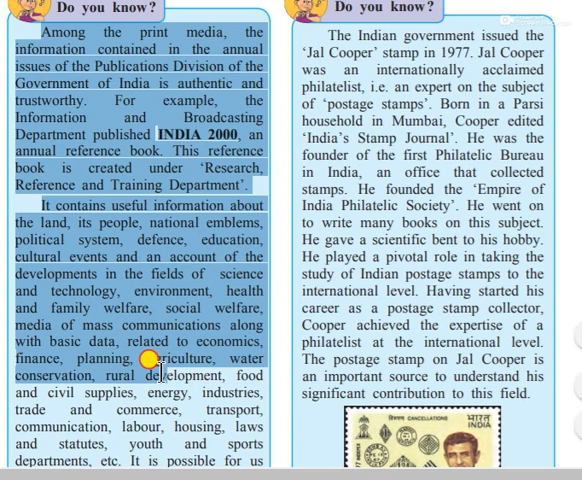 Do you know?
Among the print media, the
information contained in the annual
issues of the Publications Division of the
Government of India is authentic and
trustworthy. For example, the
Information and Broadcasting
Department published INDIA 2000, an
annual reference book. This reference
book is created under ‘Research,
Reference and Training Department’.
It contains useful information about
the land, its people, national emblems,
political system, defence, education,
cultural events and an account of the
developments in the fields of science
and technology, environment, health
and family welfare, social welfare,
media of mass communications along
with basic data, related to economics,
finance, planning, agriculture, water
conservation, rural development, food
and civil supplies, energy, industries,
trade and commerce, transport,
communication, labour, housing, laws
and statutes, youth and sports
departments, etc. It is possible for us
Do you know?
The Indian government issued the
‘Jal Cooper’ stamp in 1977. Jal Cooper
was an internationally acclaimed
philatelist, i.e. an expert on the subject
of ‘postage stamps’. Born in a Parsi
household in Mumbai, Cooper edited
‘India’s Stamp Journal’. He was the
founder of the first Philatelic Bureau
in India, an office that collected
stamps. He founded the ‘Empire of
India Philatelic Society’. He went on
to write many books on this subject.
He gave a scientific bent to his hobby.
He played a pivotal role in taking the
study of Indian postage stamps to the
international level. Having started his
career as a postage stamp collector,
Cooper achieved the expertise of a
philatelist at the international level.
The postage stamp on Jal Cooper is
an important source to understand his
significant contribution to this field.
विरूपण CANCELLATIONS
भारत
INDIA